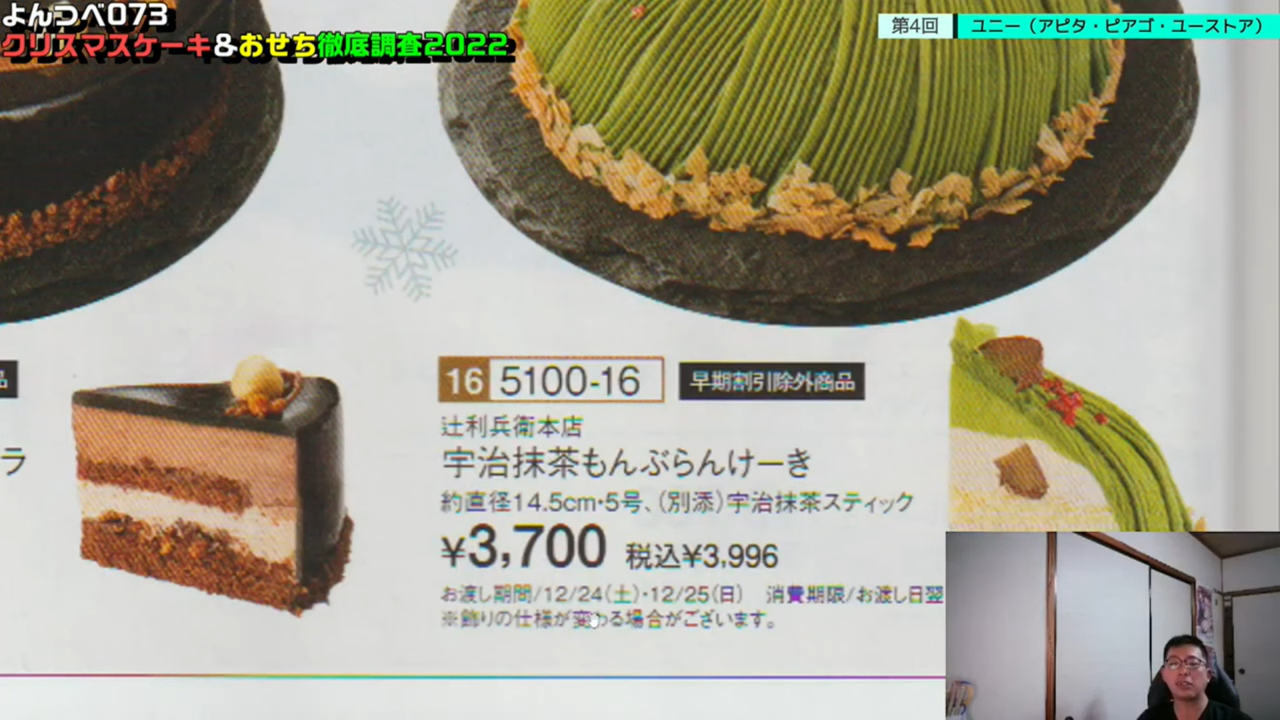 よんつべ073
クリスマスケーキ&おせち徹底調査2022
第4回 ユニー（アピタ・ピアゴ・ユーストア）
16 5100-16 早期割引除外商品
辻利兵衛本店
宇治抹茶もんぶらんけーき
約直径14.5cm・5号、（別添）宇治抹茶スティック
¥3,700 税込¥3,996
お渡し期間/12/24（土）・12/25（日） 消費期限/お渡し日翌
※飾りの仕様が変わる場合がございます。
ラ
品